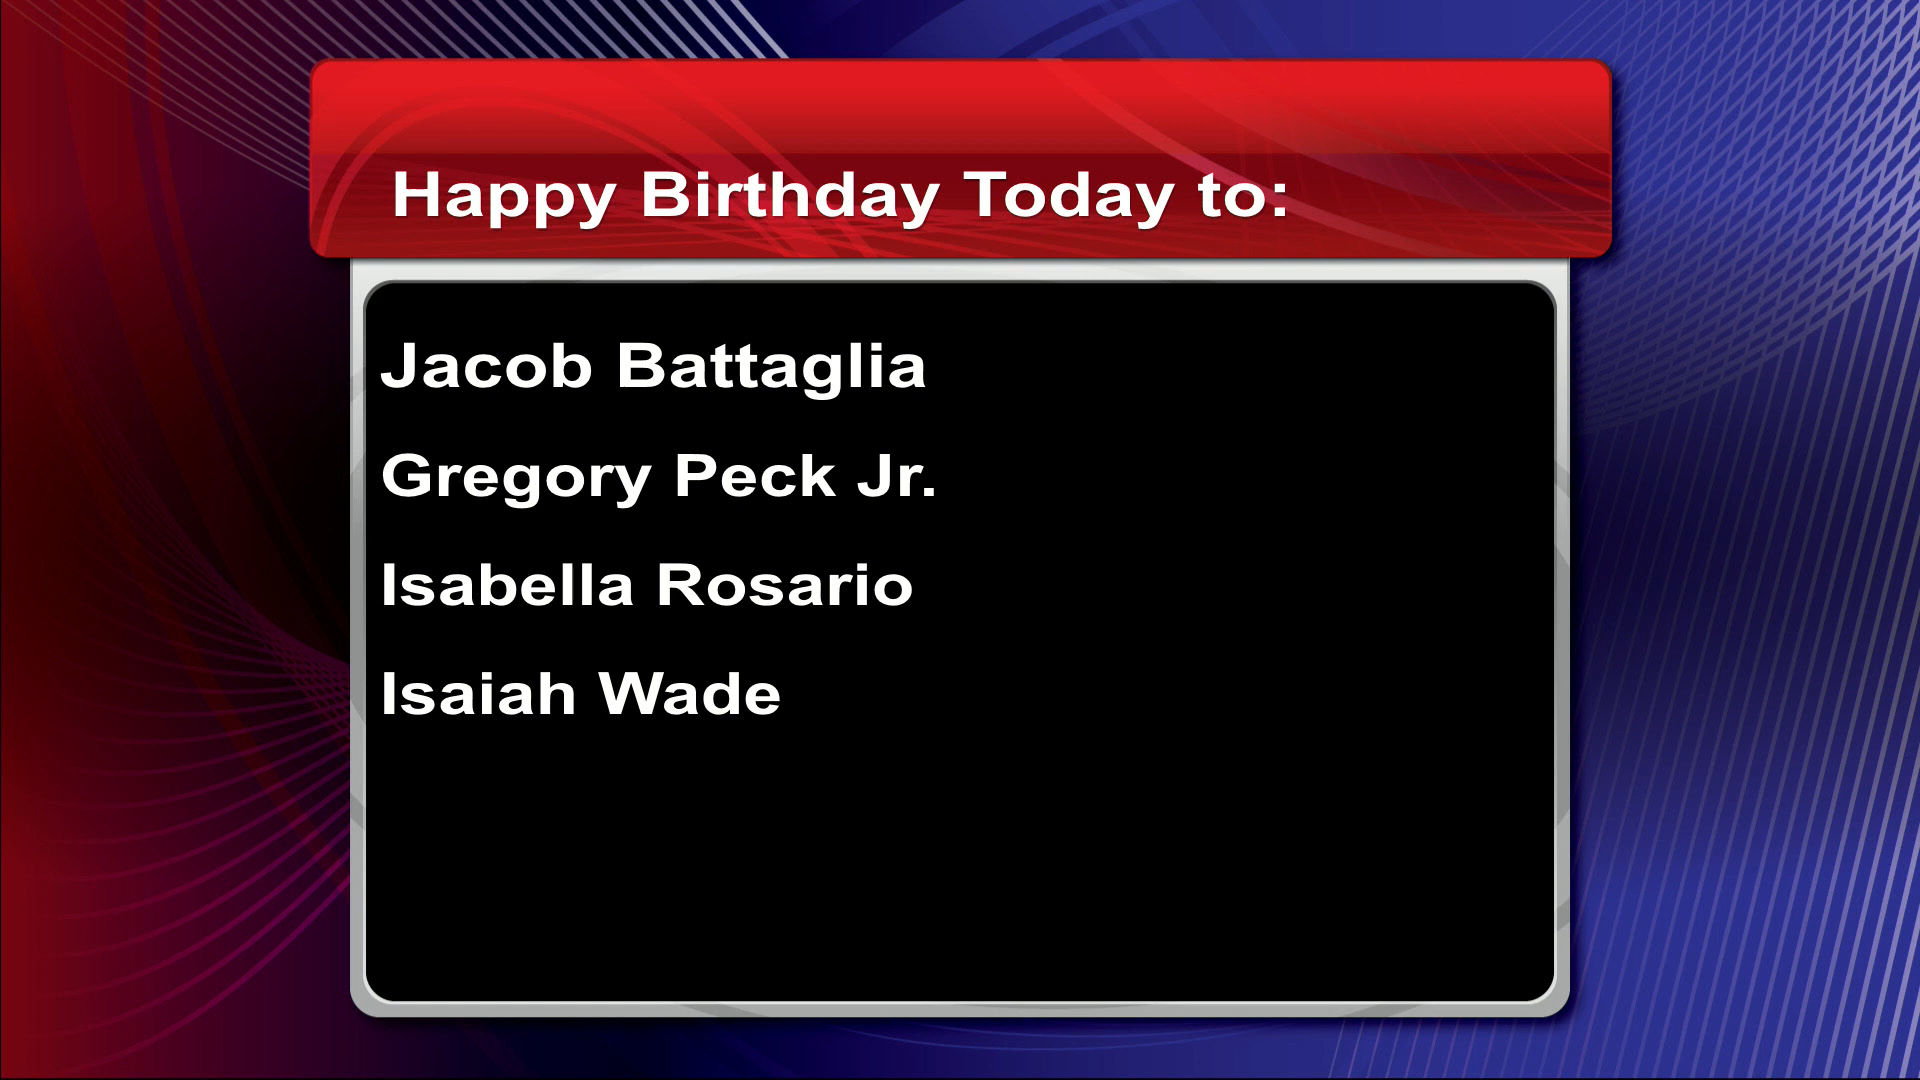 Happy Birthday Today to:
Jacob Battaglia
Gregory Peck Jr.
Isabella Rosario
Isaiah Wade